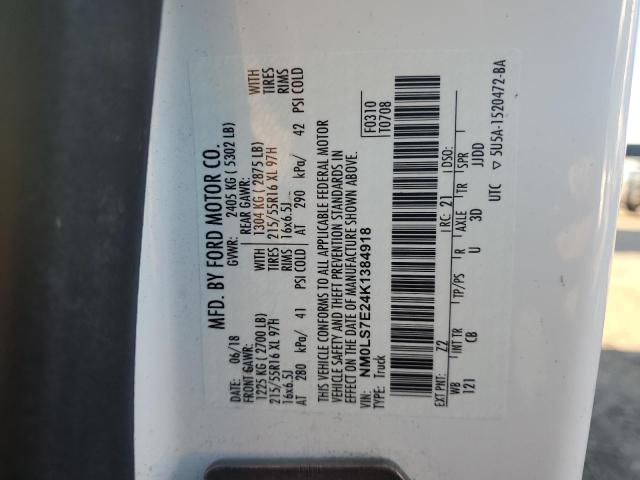 MFD. BY FORD MOTOR CO.
DATE: 06/18 GVWR: 2405 KG ( 5302 LB)
FRONT GAWR: REAR GAWR:
1225 KG ( 2700 LB) WITH 1304 KG ( 2875 LB) WITH
215/55R16 XL 97H TIRES 215/55R16 XL 97H TIRES
16x6.5J RIMS 16x6.5J RIMS
AT 280 kPa/ 41 PSI COLD AT 290 kPa/ 42 PSI COLD
THIS VEHICLE CONFORMS TO ALL APPLICABLE FEDERAL MOTOR
VEHICLE SAFETY AND THEFT PREVENTION STANDARDS IN
EFFECT ON THE DATE OF MANUFACTURE SHOWN ABOVE.
VIN: NM0LS7E24K1384918 F0310
TYPE: Truck T0708
EXT PNT: Z2 RC: 21 DSO:
WB INT TR TP/PS R AXLE TR SPR
121 CB U 3D JJDD
UTC ▽ 5U5A-1520472-BA